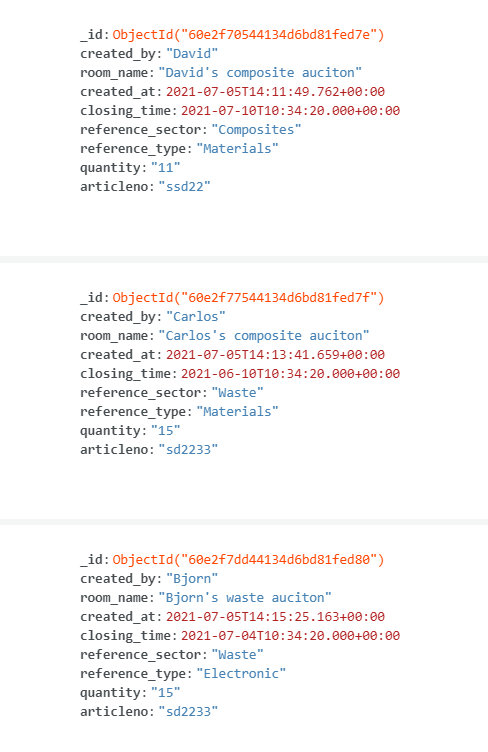 _id: ObjectId("60e2f70544134d6bd81fed7e")
created_by: "David"
room_name: "David's composite auciton"
created_at: 2021-07-05T14:11:49.762+00:00
closing_time: 2021-07-10T10:34:20.000+00:00
reference_sector: "Composites"
reference_type: "Materials"
quantity: "11"
articleno: "ssd22"
_id: ObjectId("60e2f77544134d6bd81fed7f")
created_by: "Carlos"
room_name: "Carlos's composite auciton"
created_at: 2021-07-05T14:13:41.659+00:00
closing_time: 2021-06-10T10:34:20.000+00:00
reference_sector: "Waste"
reference_type: "Materials"
quantity: "15"
articleno: "sd2233"
_id: ObjectId("60e2f7dd44134d6bd81fed80")
created_by: "Bjorn"
room_name: "Bjorn's waste auciton"
created_at: 2021-07-05T14:15:25.163+00:00
closing_time: 2021-07-04T10:34:20.000+00:00
reference_sector: "Waste"
reference_type: "Electronic"
quantity: "15"
articleno: "sd2233"